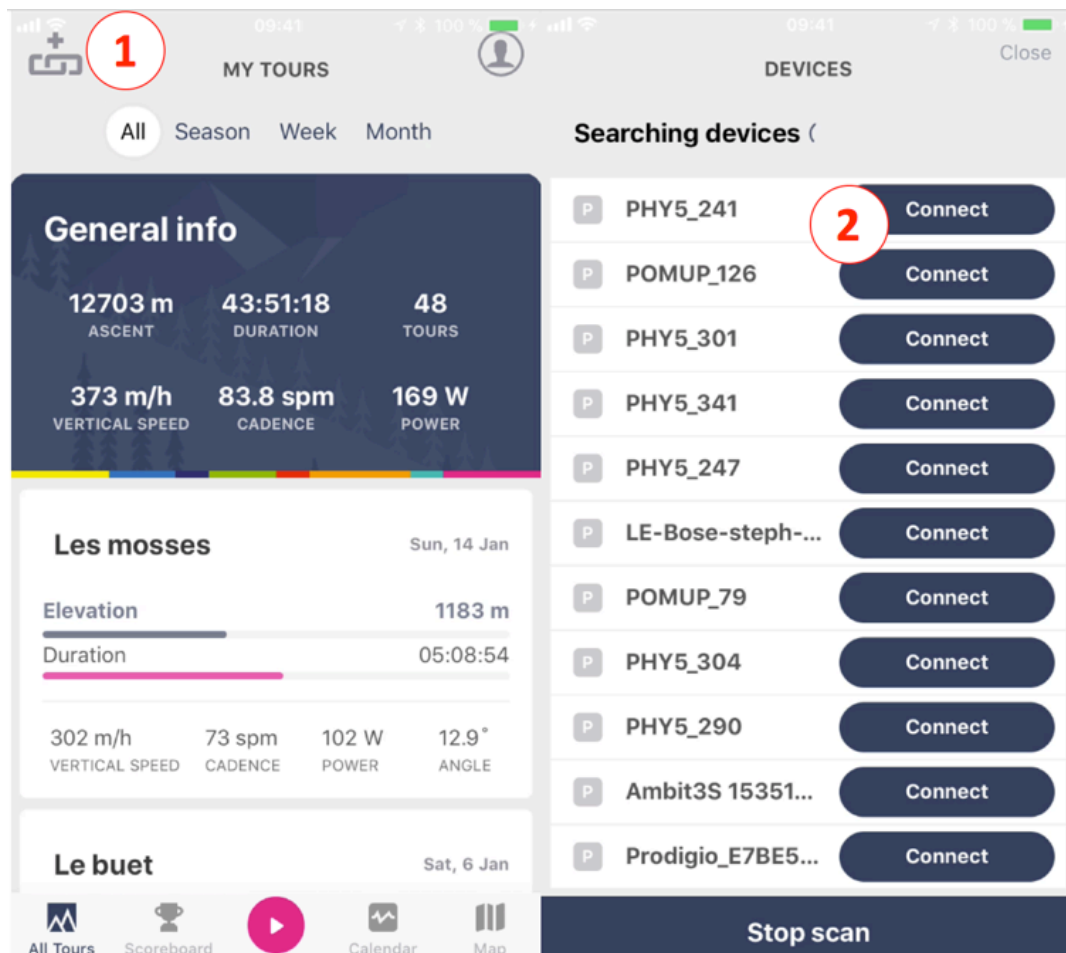 09:41 100 %
1
MY TOURS
All Season Week Month
General info
12703 m 43:51:18 48
ASCENT DURATION TOURS
373 m/h 83.8 spm 169 W
VERTICAL SPEED CADENCE POWER
Les mosses Sun, 14 Jan
Elevation 1183 m
Duration 05:08:54
302 m/h 73 spm 102 W 12.9°
VERTICAL SPEED CADENCE POWER ANGLE
Le buet Sat, 6 Jan
All Tours Scoreboard Calendar Map
09:41 100 %
Close
DEVICES
Searching devices
P PHY5_241 2 Connect
P POMUP_126 Connect
P PHY5_301 Connect
P PHY5_341 Connect
P PHY5_247 Connect
P LE-Bose-steph-... Connect
P POMUP_79 Connect
P PHY5_304 Connect
P PHY5_290 Connect
P Ambit3S 15351... Connect
P Prodigio_E7BE5... Connect
Stop scan